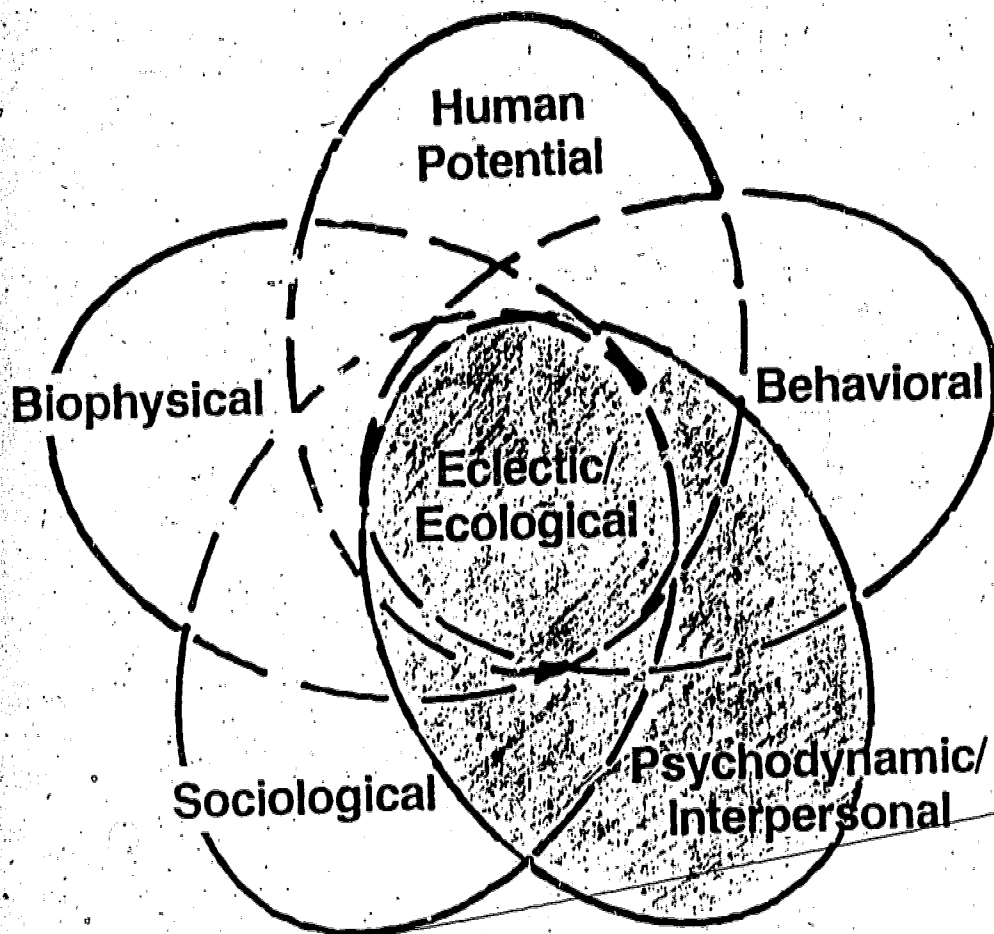 Human
Potential
Biophysical
Behavioral
Eclectic/
Ecological
Sociological
Psychodynamic/
Interpersonal